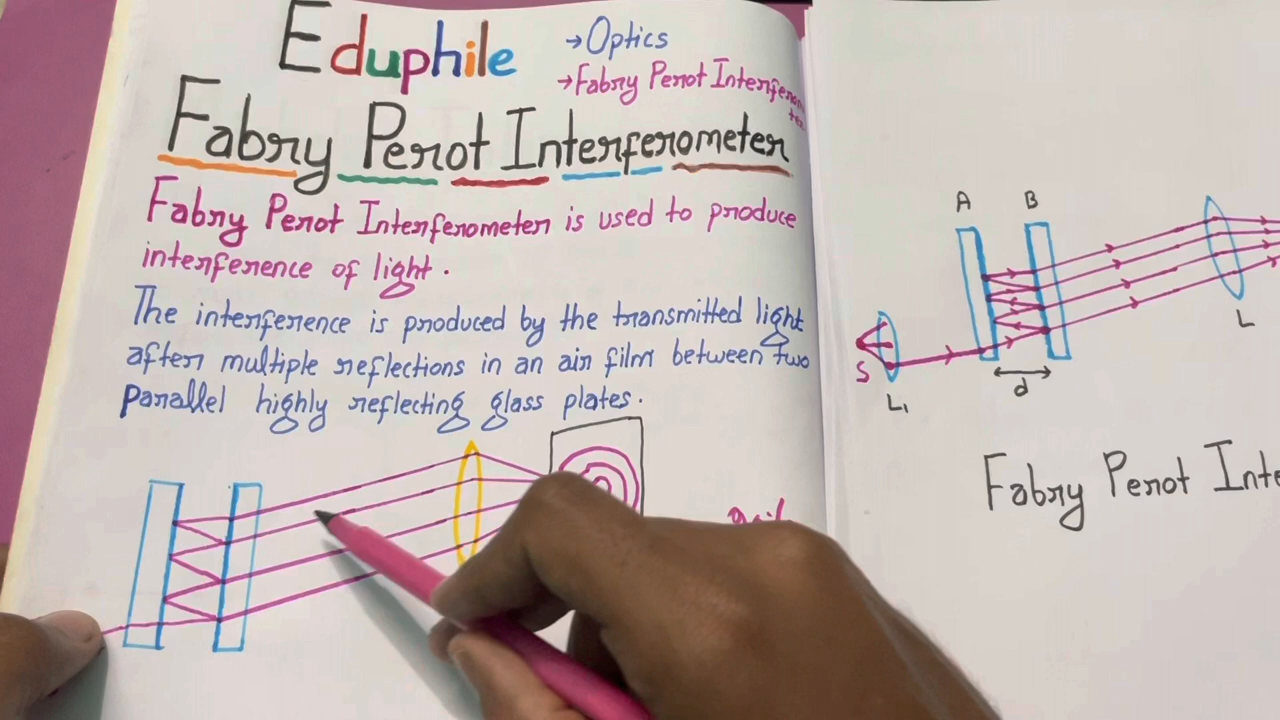 Eduphile
→Optics
→Fabry Perot Interferometer
Fabry Perot Interferometer
Fabry Perot Interferometer is used to produce
interference of light.
The interference is produced by the transmitted light
after multiple reflections in an air film between two
parallel highly reflecting glass plates.
A B
S
L₁
d
L
Fabry Perot Inte